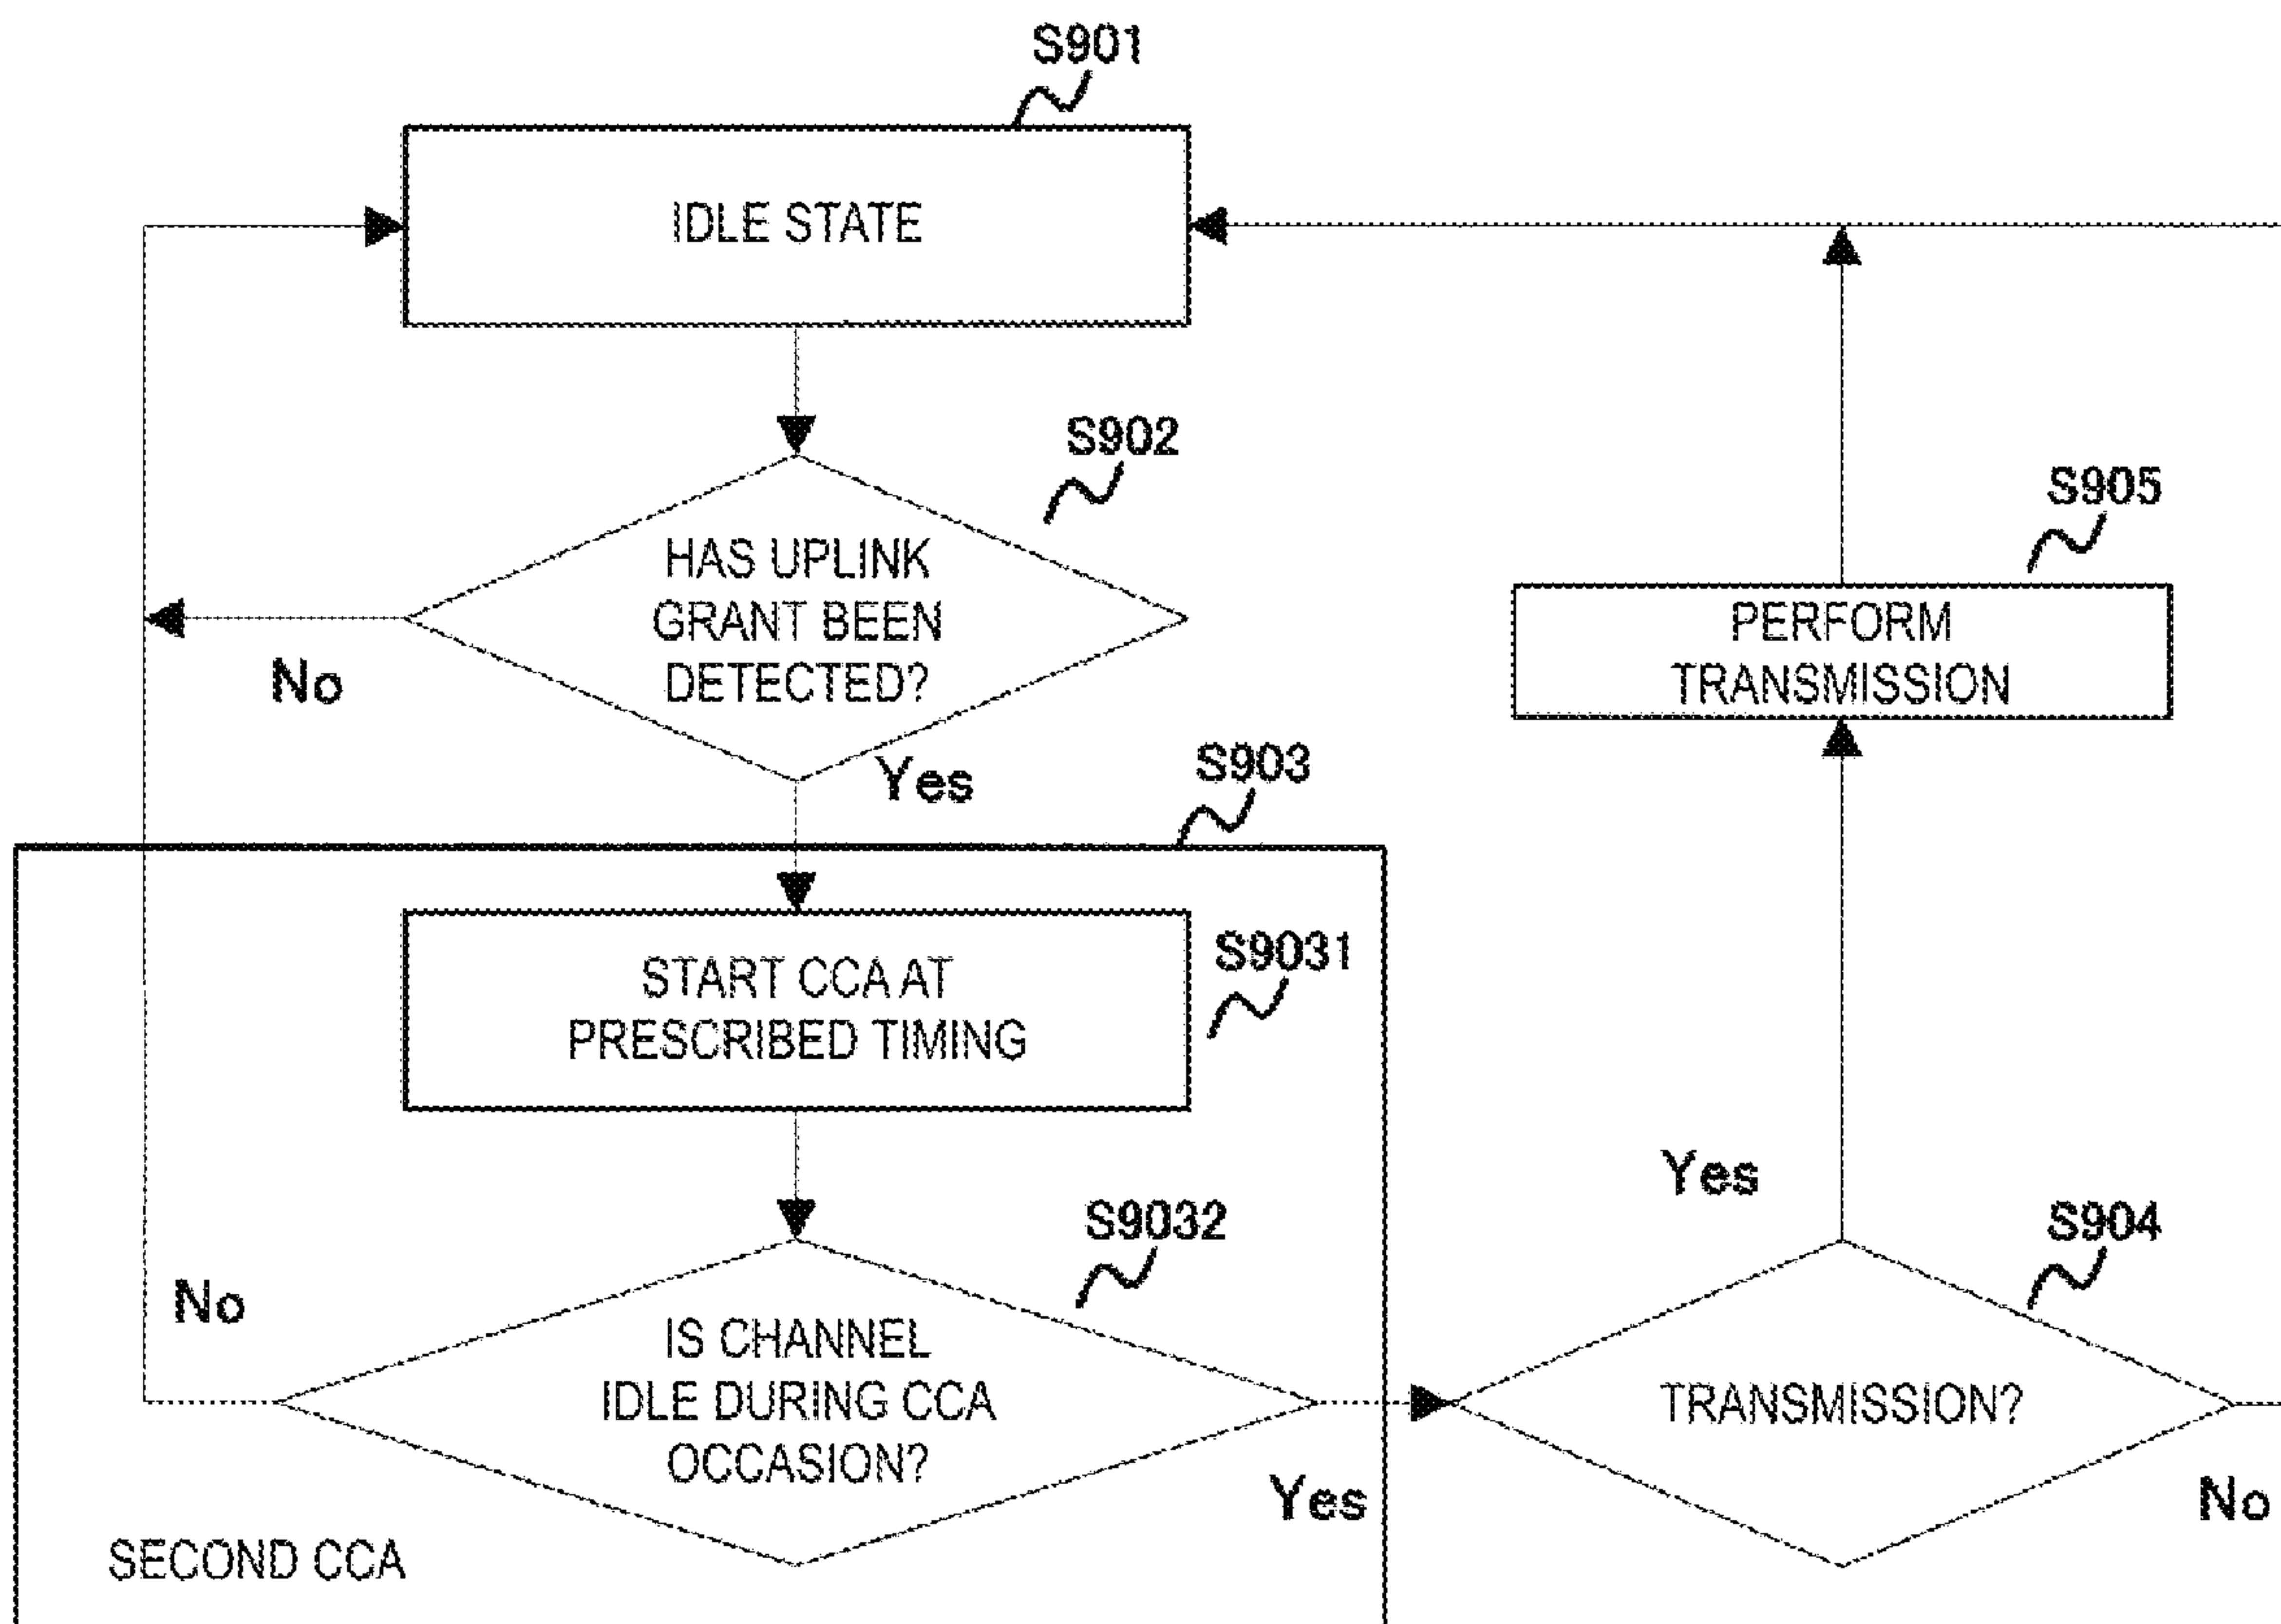 S901
IDLE STATE
S902
HAS UPLINK
GRANT BEEN
DETECTED?
No
Yes
S905
PERFORM
TRANSMISSION
S903
START CCA AT
PRESCRIBED TIMING
S9031
S9032
IS CHANNEL
IDLE DURING CCA
OCCASION?
No
Yes
SECOND CCA
S904
TRANSMISSION?
Yes
No